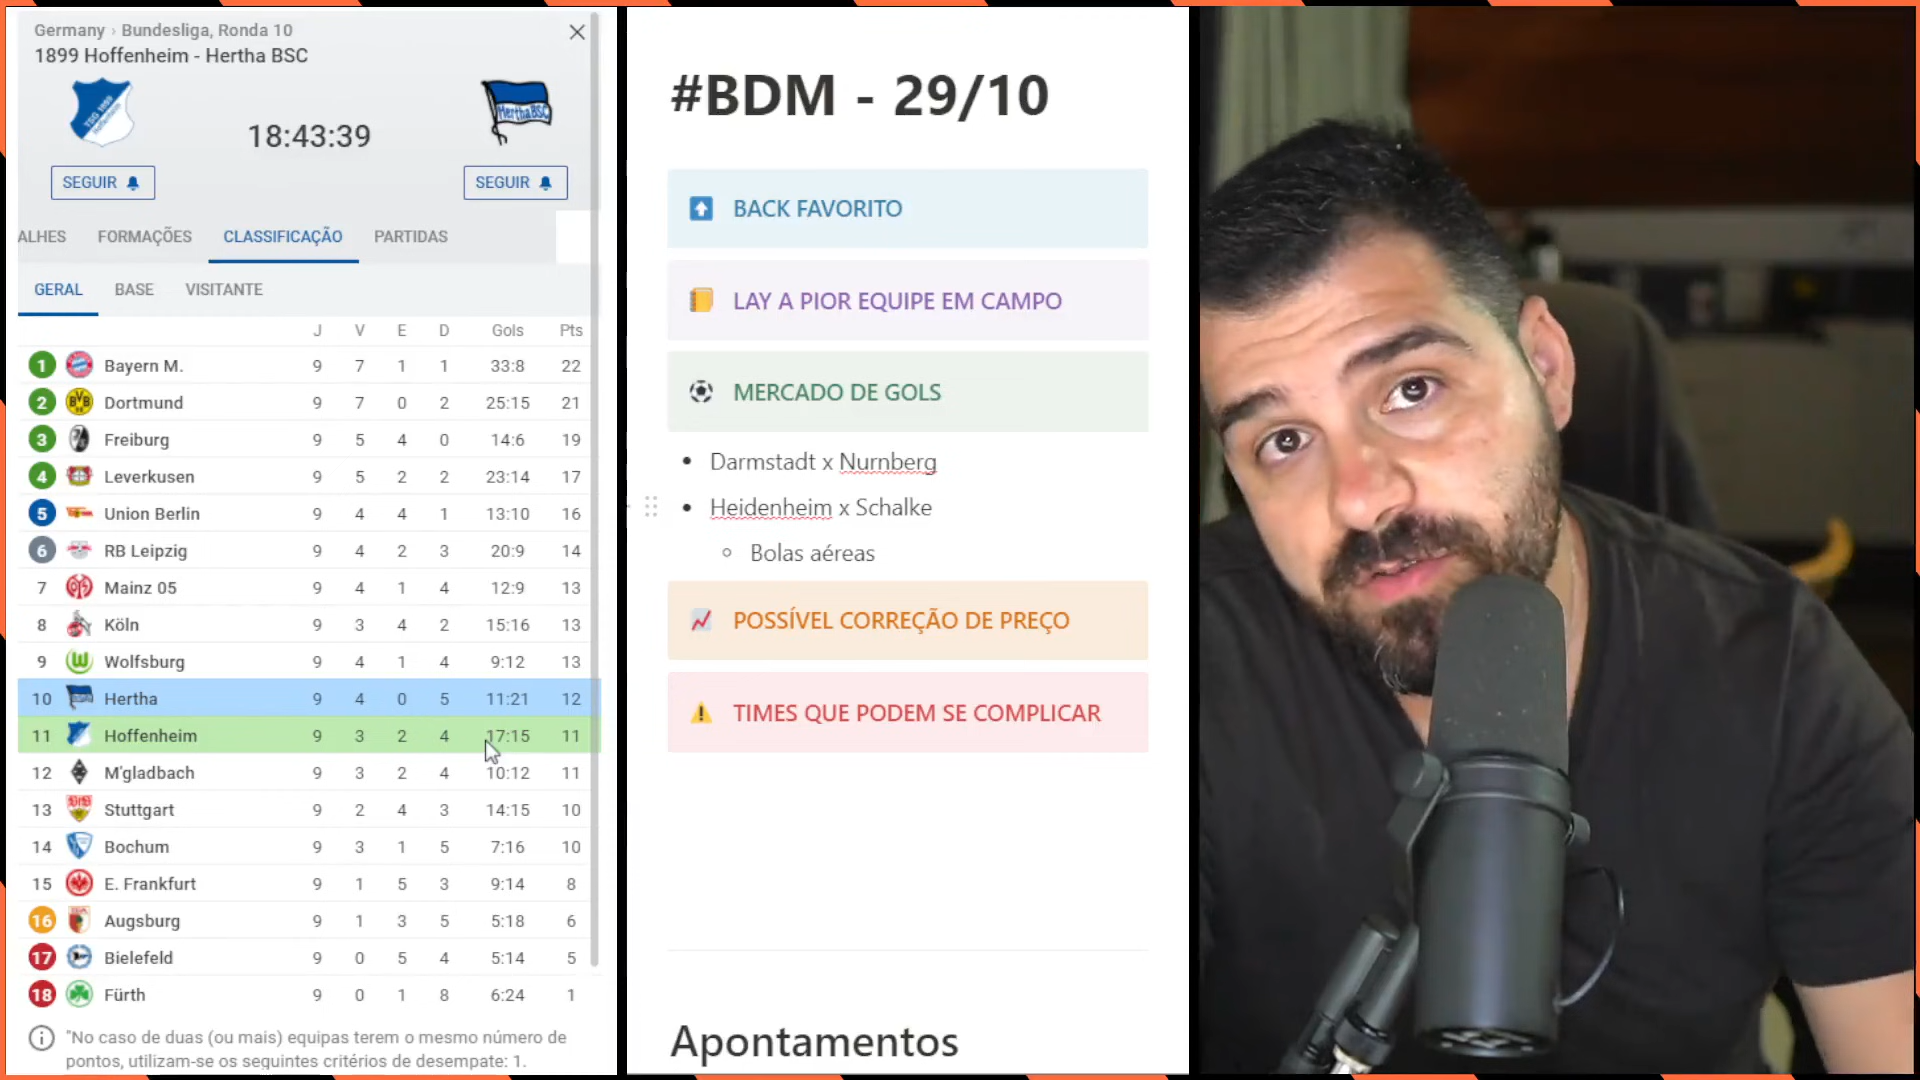 Germany › Bundesliga, Ronda 10
1899 Hoffenheim - Hertha BSC
18:43:39
SEGUIR
SEGUIR
ALHES FORMAÇÕES CLASSIFICAÇÃO PARTIDAS
GERAL BASE VISITANTE
J V E D Gols Pts
1 Bayern M. 9 7 1 1 33:8 22
2 Dortmund 9 7 0 2 25:15 21
3 Freiburg 9 5 4 0 14:6 19
4 Leverkusen 9 5 2 2 23:14 17
5 Union Berlin 9 4 4 1 13:10 16
6 RB Leipzig 9 4 2 3 20:9 14
7 Mainz 05 9 4 1 4 12:9 13
8 Köln 9 3 4 2 15:16 13
9 Wolfsburg 9 4 1 4 9:12 13
10 Hertha 9 4 0 5 11:21 12
11 Hoffenheim 9 3 2 4 17:15 11
12 M'gladbach 9 3 2 4 10:12 11
13 Stuttgart 9 2 4 3 14:15 10
14 Bochum 9 3 1 5 7:16 10
15 E. Frankfurt 9 1 5 3 9:14 8
16 Augsburg 9 1 3 5 5:18 6
17 Bielefeld 9 0 5 4 5:14 5
18 Fürth 9 0 1 8 6:24 1
"No caso de duas (ou mais) equipas terem o mesmo número de
pontos, utilizam-se os seguintes critérios de desempate: 1.
#BDM - 29/10
BACK FAVORITO
LAY A PIOR EQUIPE EM CAMPO
MERCADO DE GOLS
• Darmstadt x Nurnberg
• Heidenheim x Schalke
○ Bolas aéreas
POSSÍVEL CORREÇÃO DE PREÇO
TIMES QUE PODEM SE COMPLICAR
Apontamentos